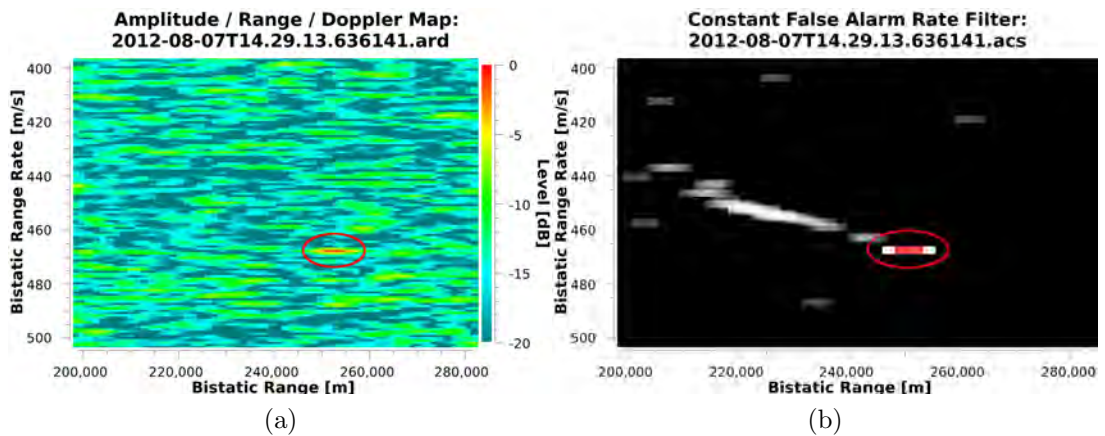 Amplitude / Range / Doppler Map:
2012-08-07T14.29.13.636141.ard
400
420
440
460
480
500
Bistatic Range Rate [m/s]
200,000 220,000 240,000 260,000 280,000
Bistatic Range [m]
0
-5
-10
-15
-20
Level [dB]
(a)
Constant False Alarm Rate Filter:
2012-08-07T14.29.13.636141.acs
400
420
440
460
480
500
Bistatic Range Rate [m/s]
200,000 220,000 240,000 260,000 280,000
Bistatic Range [m]
(b)